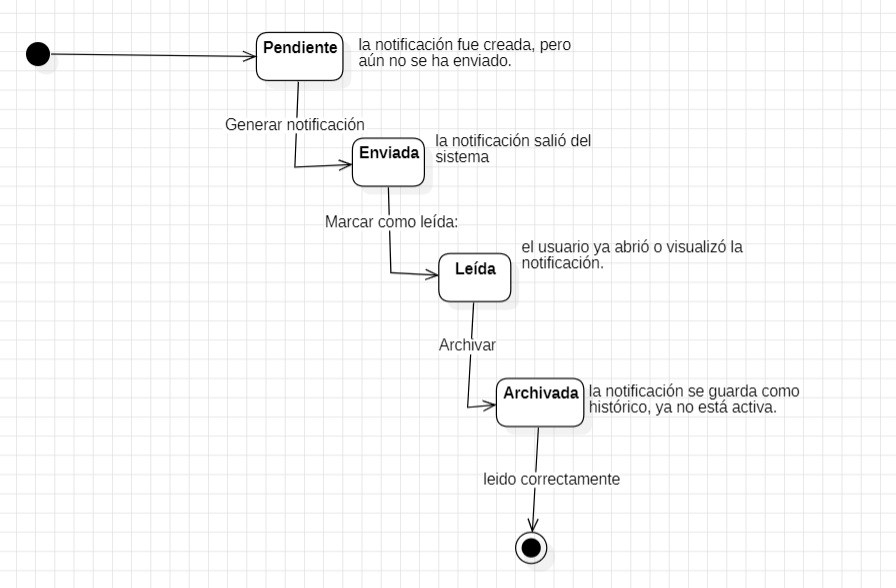 Pendiente
la notificación fue creada, pero
aún no se ha enviado.
Generar notificación
Enviada
la notificación salió del
sistema
Marcar como leída:
Leída
el usuario ya abrió o visualizó la
notificación.
Archivar
Archivada
la notificación se guarda como
histórico, ya no está activa.
leido correctamente